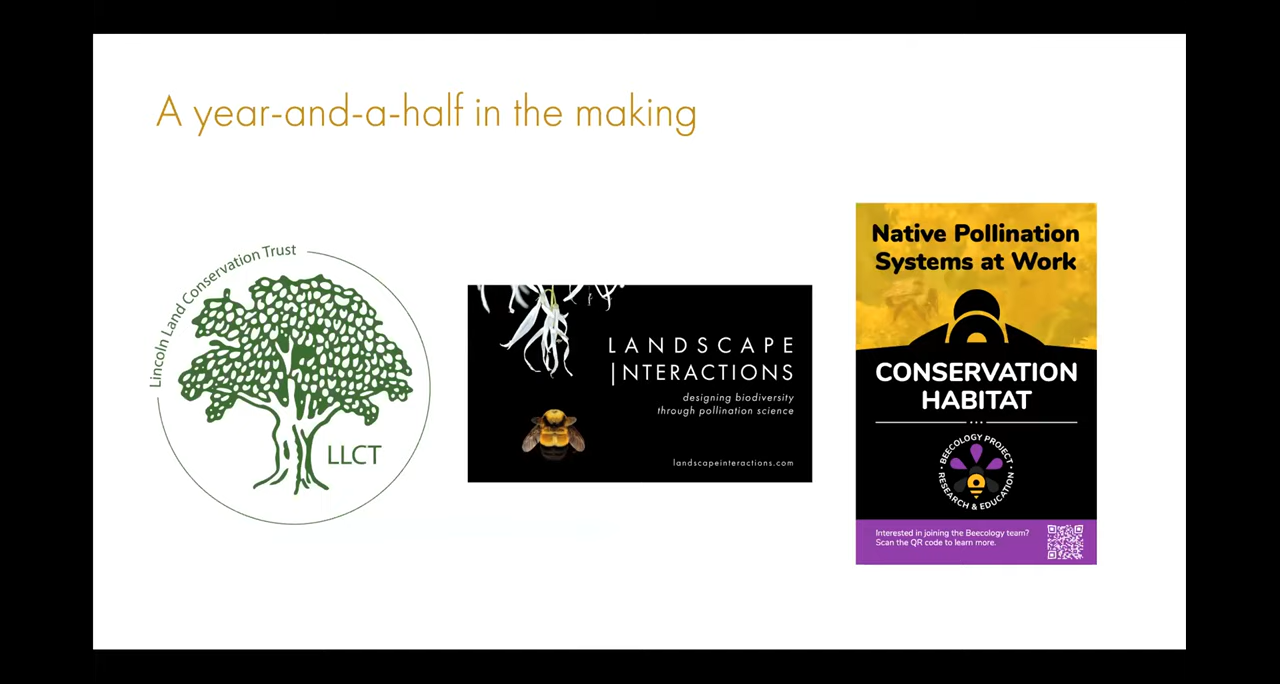 A year-and-a-half in the making
Lincoln Land Conservation Trust
LLCT
LANDSCAPE
INTERACTIONS
designing biodiversity
through pollination science
landscapeinteractions.com
Native Pollination
Systems at Work
CONSERVATION
HABITAT
BEECOLOGY PROJECT
RESEARCH & EDUCATION
Interested in joining the Beecology team?
Scan the QR code to learn more.